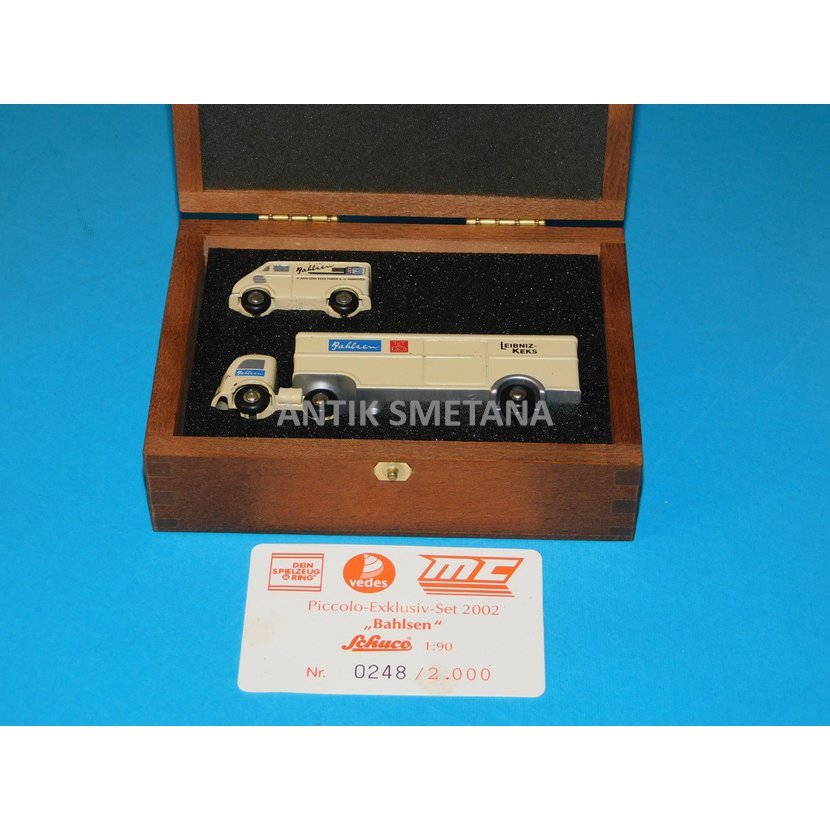 Bahlsen
Bahlsen
TET
LEIBNIZ-
KEKS
Bahlsen
ANTIK SMETANA
DEIN
SPIELZEUG
RING
vedes
MC
Piccolo-Exklusiv-Set 2002
„Bahlsen“
Schuco® 1:90
Nr. 0248 / 2.000